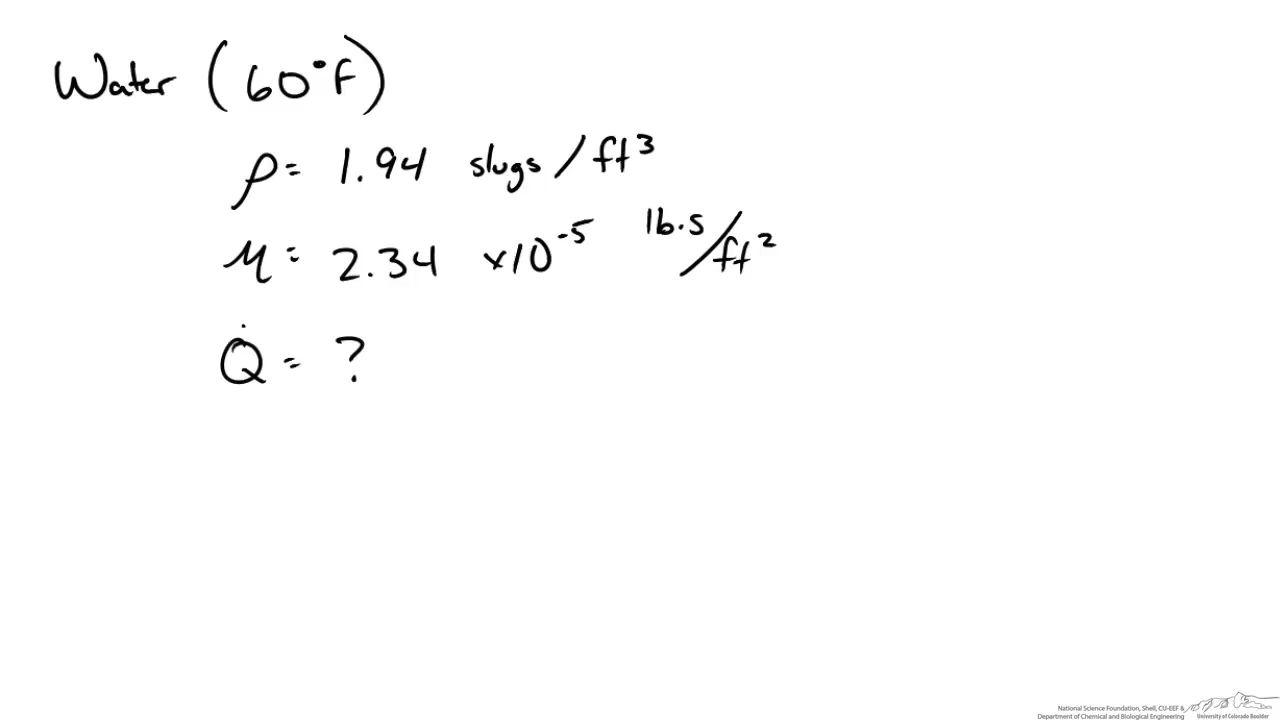 Water (60°F)
ρ = 1.94 slugs/ft³
μ = 2.34 ×10⁻⁵ lb·s/ft²
Q̇ = ?
National Science Foundation, Shell, CU-EEF &
Department of Chemical and Biological Engineering
University of Colorado Boulder